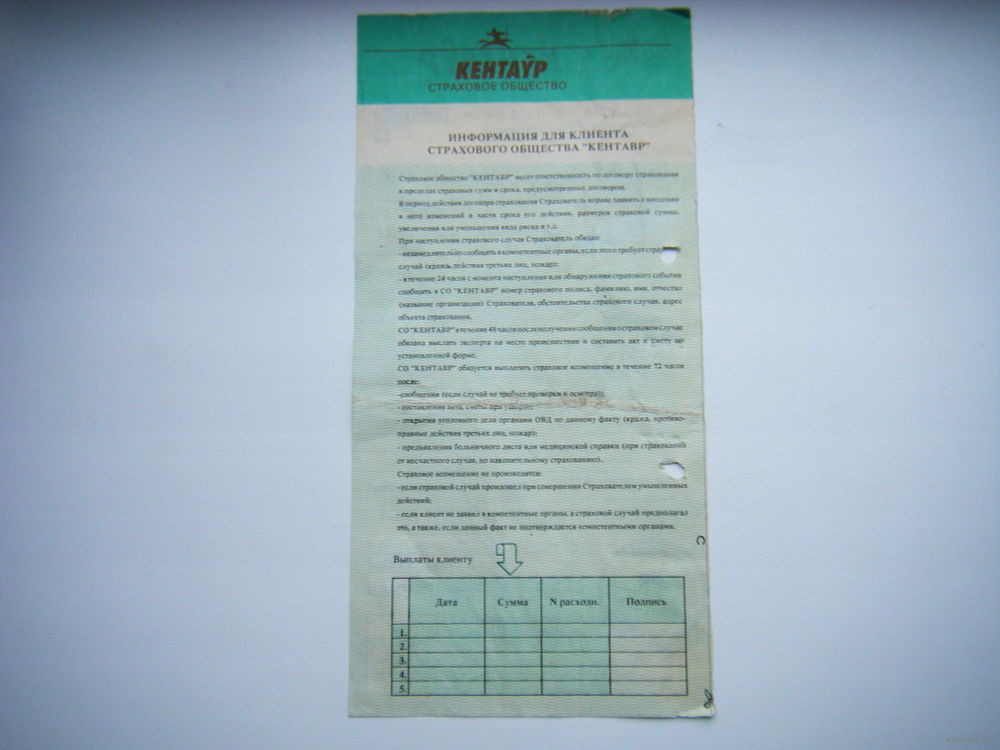 КЕНТАУР
СТРАХОВОЕ ОБЩЕСТВО
ИНФОРМАЦИЯ ДЛЯ КЛИЕНТА
СТРАХОВОГО ОБЩЕСТВА "КЕНТАВР"
Страховое общество "КЕНТАВР" несет ответственность по договору страхования
в пределах страховых сумм и срока, предусмотренных договором.
В период действия договора страхования Страхователь вправе заявить о внесении
в него изменений в части срока его действия, размеров страховой суммы,
увеличения или уменьшения вида риска и т.д.
При наступлении страхового случая Страхователь обязан:
- незамедлительно сообщить в компетентные органы, если этого требует
случай (кража, действия третьих лиц, пожар);
- в течение 24 часов с момента наступления или обнаружения страхового события
сообщить в СО "КЕНТАВР" номер страхового полиса, фамилию, имя, отчество
(название организации) Страхователя, обстоятельства страхового случая, адрес
объекта страхования.
СО "КЕНТАВР" в течение 48 часов после получения сообщения о страховом случае
обязана выслать эксперта на место происшествия и составить акт и смету по
установленной форме.
СО "КЕНТАВР" обязуется выплатить страховое возмещение в течение 72 часов
после:
-сообщения (если случай не требует проверки и осмотра);
- составления акта, сметы при ущербе;
- открытия уголовного дела органами ОВД по данному факту (кража, противо-
правные действия третьих лиц, пожар);
- предъявления больничного листа или медицинской справки (при страховании
от несчастного случая, по накопительному страхованию).
Страховое возмещение не производится:
- если страховой случай произошел при совершении Страхователем умышленных
действий;
- если клиент не заявил в компетентные органы, а страховой случай предполагал
это, а также, если данный факт не подтверждается компетентными органами.
Выплаты клиенту
Дата Сумма N расходн. Подпись
1.
2.
3.
4.
5.